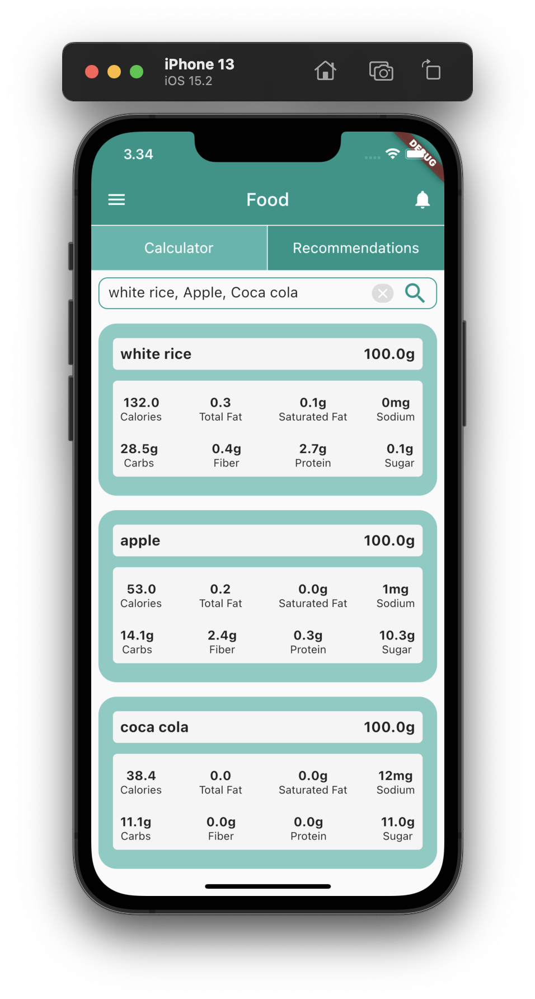 iPhone 13
iOS 15.2
3.34
DEBUG
Food
Calculator Recommendations
white rice, Apple, Coca cola
white rice 100.0g
132.0 0.3 0.1g 0mg
Calories Total Fat Saturated Fat Sodium
28.5g 0.4g 2.7g 0.1g
Carbs Fiber Protein Sugar
apple 100.0g
53.0 0.2 0.0g 1mg
Calories Total Fat Saturated Fat Sodium
14.1g 2.4g 0.3g 10.3g
Carbs Fiber Protein Sugar
coca cola 100.0g
38.4 0.0 0.0g 12mg
Calories Total Fat Saturated Fat Sodium
11.1g 0.0g 0.0g 11.0g
Carbs Fiber Protein Sugar